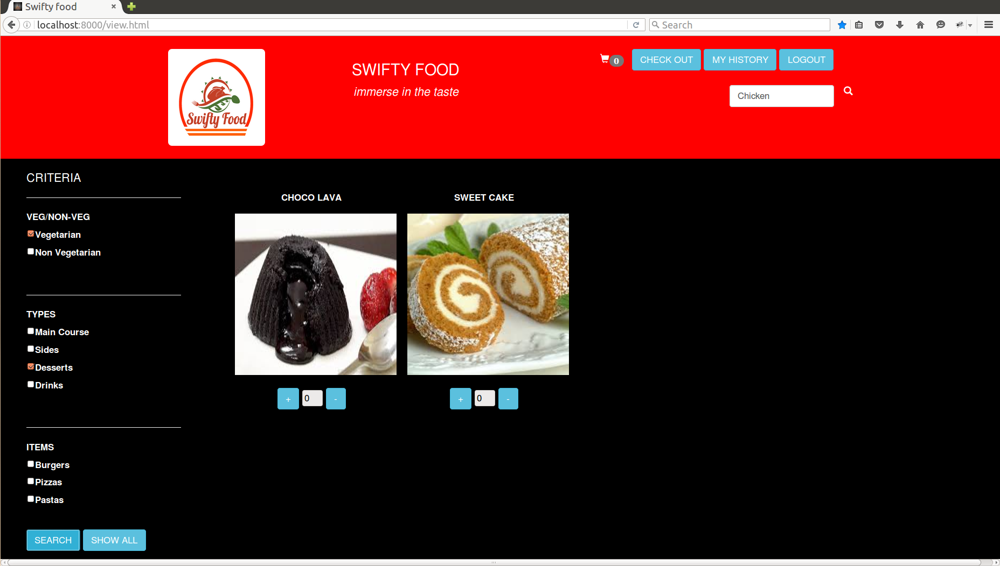 Swifty food
localhost:8000/view.html
Search
Swifty Food
SWIFTY FOOD
immerse in the taste
0
CHECK OUT
MY HISTORY
LOGOUT
Chicken
CRITERIA
VEG/NON-VEG
Vegetarian
Non Vegetarian
TYPES
Main Course
Sides
Desserts
Drinks
ITEMS
Burgers
Pizzas
Pastas
SEARCH
SHOW ALL
CHOCO LAVA
+ 0 -
SWEET CAKE
+ 0 -